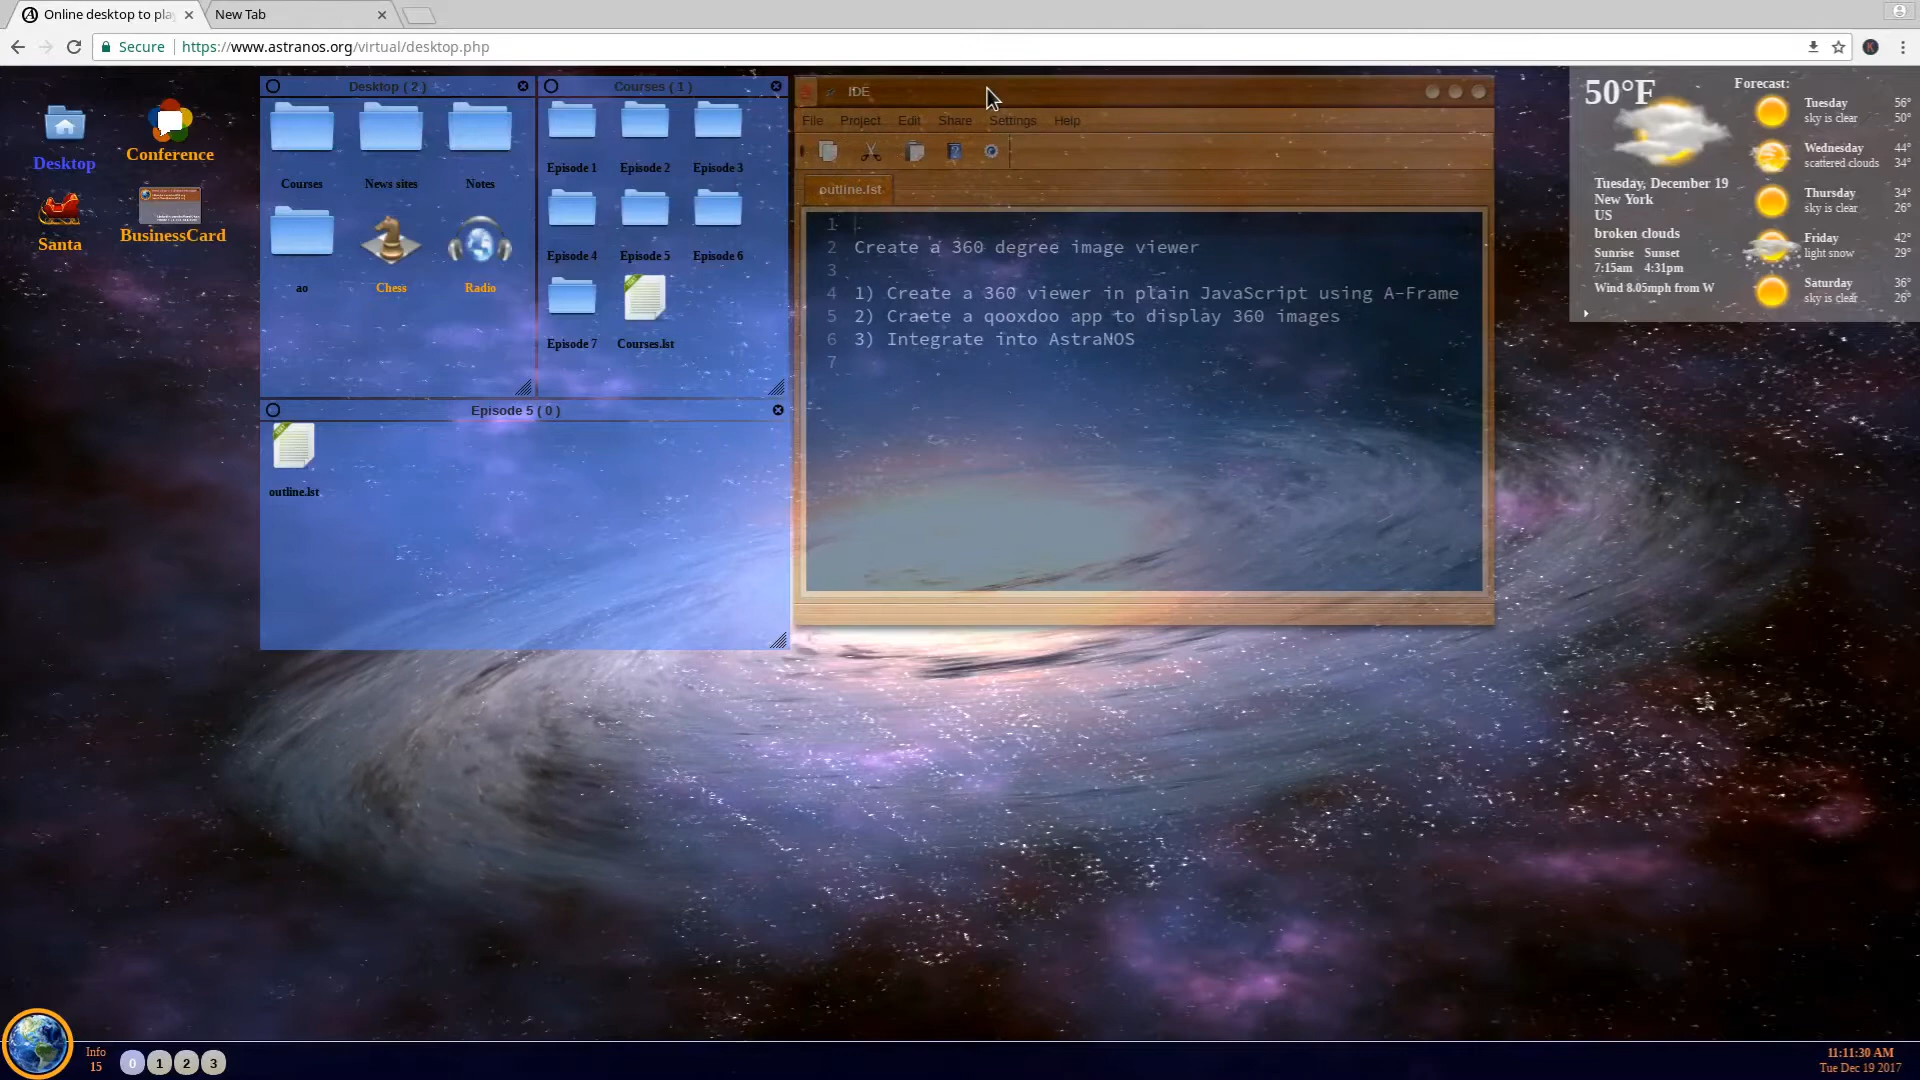 Online desktop to pla
New Tab
Secure
https://www.astranos.org/virtual/desktop.php
K
Desktop
Conference
Santa
BusinessCard
Desktop ( 2 )
Courses
News sites
Notes
ao
Chess
Radio
Courses ( 1 )
Episode 1
Episode 2
Episode 3
Episode 4
Episode 5
Episode 6
Episode 7
Courses.lst
Episode 5 ( 0 )
outline.lst
IDE
File Project Edit Share Settings Help
outline.lst
1
2 Create a 360 degree image viewer
3
4 1) Create a 360 viewer in plain JavaScript using A-Frame
5 2) Craete a qooxdoo app to display 360 images
6 3) Integrate into AstraNOS
7
50°F
Tuesday, December 19
New York
US
broken clouds
Sunrise Sunset
7:15am 4:31pm
Wind 8.05mph from W
Forecast:
Tuesday 56°
sky is clear 50°
Wednesday 44°
scattered clouds 34°
Thursday 34°
sky is clear 26°
Friday 42°
light snow 29°
Saturday 36°
sky is clear 26°
Info
15
0 1 2 3
11:11:30 AM
Tue Dec 19 2017